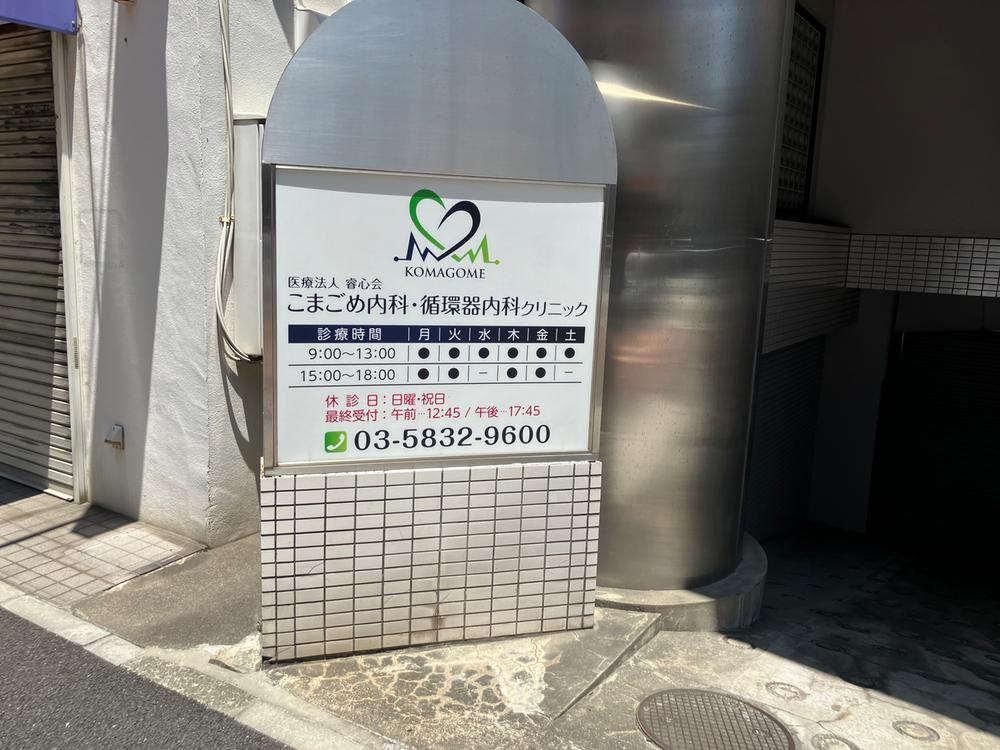 KOMAGOME
医療法人 睿心会
こまごめ内科・循環器内科クリニック
診療時間 月 火 水 木 金 土
9:00〜13:00 ● ● ● ● ● ●
15:00〜18:00 ● ● － ● ● －
休診日：日曜・祝日
最終受付：午前…12:45 / 午後…17:45
03-5832-9600